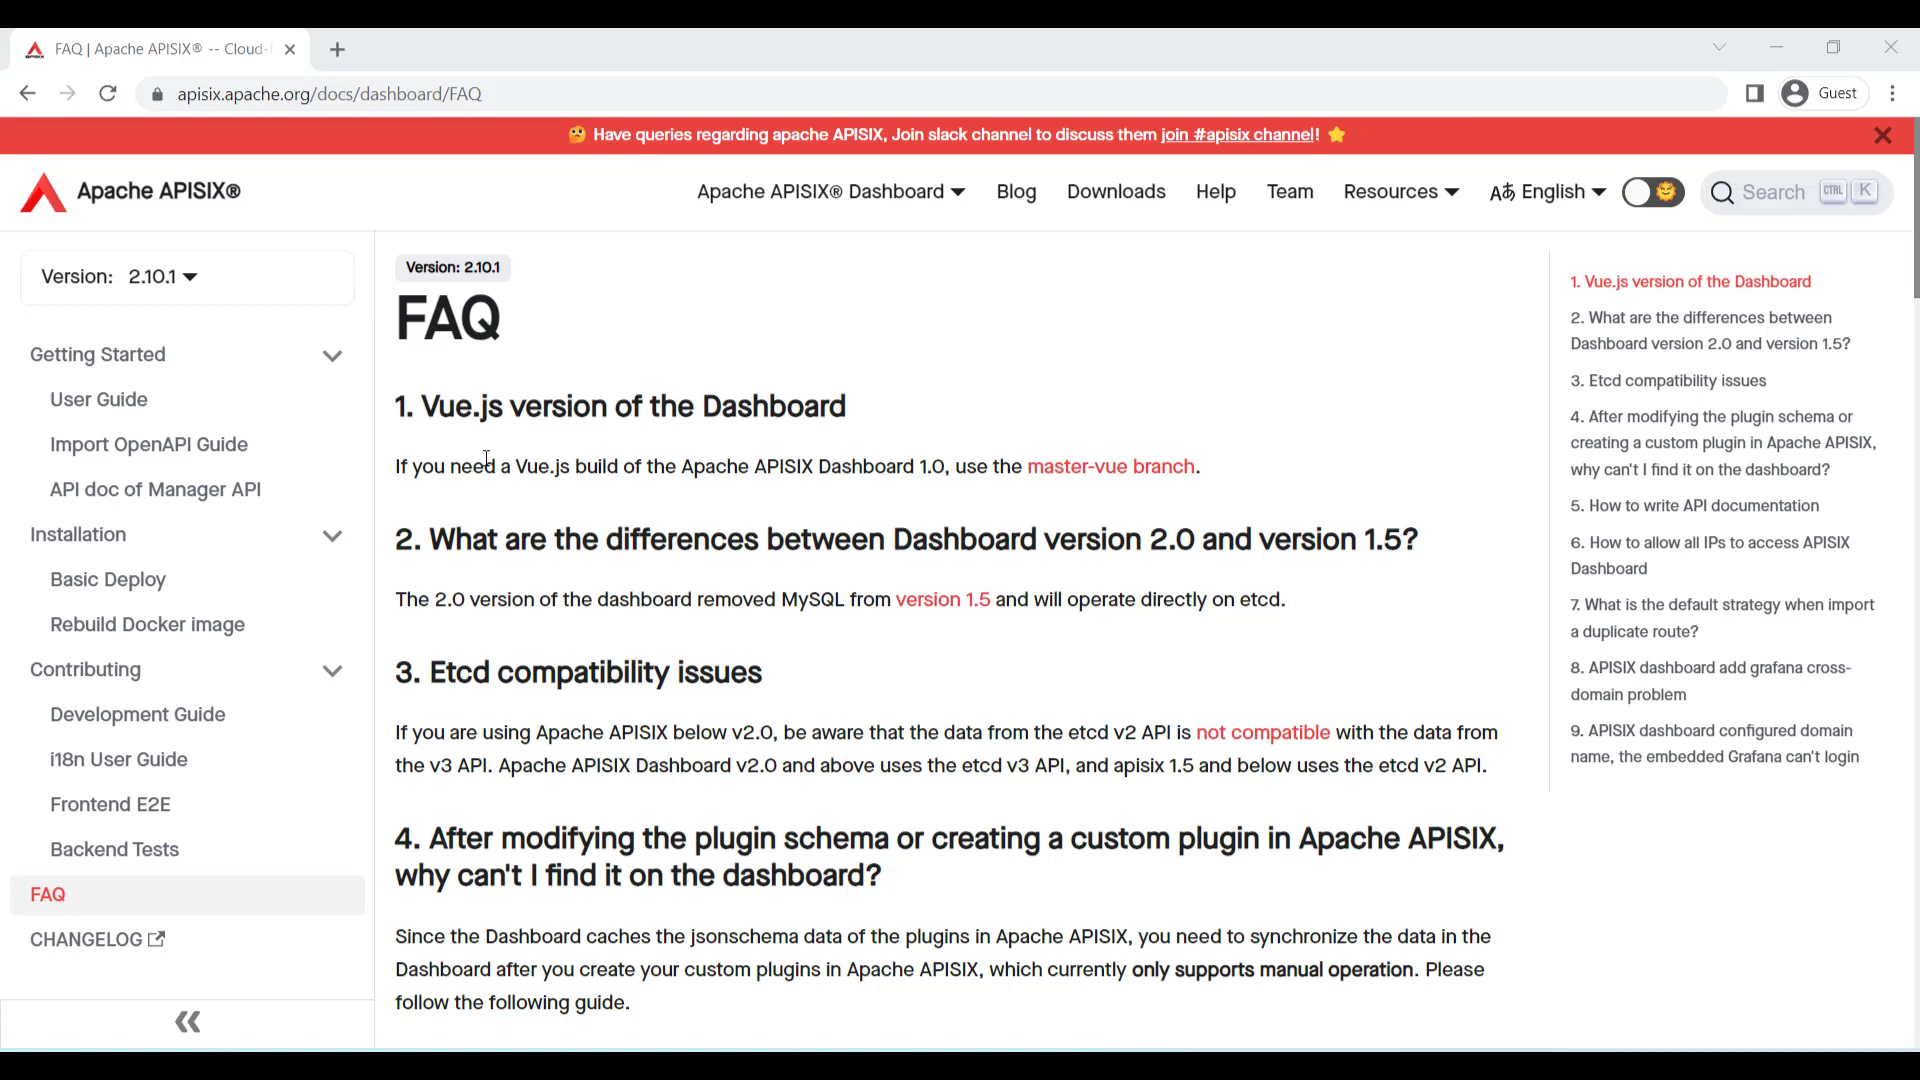 FAQ | Apache APISIX® -- Cloud-
apisix.apache.org/docs/dashboard/FAQ
Guest
🤔 Have queries regarding apache APISIX, Join slack channel to discuss them join #apisix channel! ⭐
Apache APISIX®
Apache APISIX® Dashboard
Blog
Downloads
Help
Team
Resources
English
Search
CTRL
K
Version: 2.10.1
Getting Started
User Guide
Import OpenAPI Guide
API doc of Manager API
Installation
Basic Deploy
Rebuild Docker image
Contributing
Development Guide
i18n User Guide
Frontend E2E
Backend Tests
FAQ
CHANGELOG
Version: 2.10.1
FAQ
1. Vue.js version of the Dashboard
If you need a Vue.js build of the Apache APISIX Dashboard 1.0, use the master-vue branch.
2. What are the differences between Dashboard version 2.0 and version 1.5?
The 2.0 version of the dashboard removed MySQL from version 1.5 and will operate directly on etcd.
3. Etcd compatibility issues
If you are using Apache APISIX below v2.0, be aware that the data from the etcd v2 API is not compatible with the data from
the v3 API. Apache APISIX Dashboard v2.0 and above uses the etcd v3 API, and apisix 1.5 and below uses the etcd v2 API.
4. After modifying the plugin schema or creating a custom plugin in Apache APISIX,
why can't I find it on the dashboard?
Since the Dashboard caches the jsonschema data of the plugins in Apache APISIX, you need to synchronize the data in the
Dashboard after you create your custom plugins in Apache APISIX, which currently only supports manual operation. Please
follow the following guide.
1. Vue.js version of the Dashboard
2. What are the differences between
Dashboard version 2.0 and version 1.5?
3. Etcd compatibility issues
4. After modifying the plugin schema or
creating a custom plugin in Apache APISIX,
why can't I find it on the dashboard?
5. How to write API documentation
6. How to allow all IPs to access APISIX
Dashboard
7. What is the default strategy when import
a duplicate route?
8. APISIX dashboard add grafana cross-
domain problem
9. APISIX dashboard configured domain
name, the embedded Grafana can't login